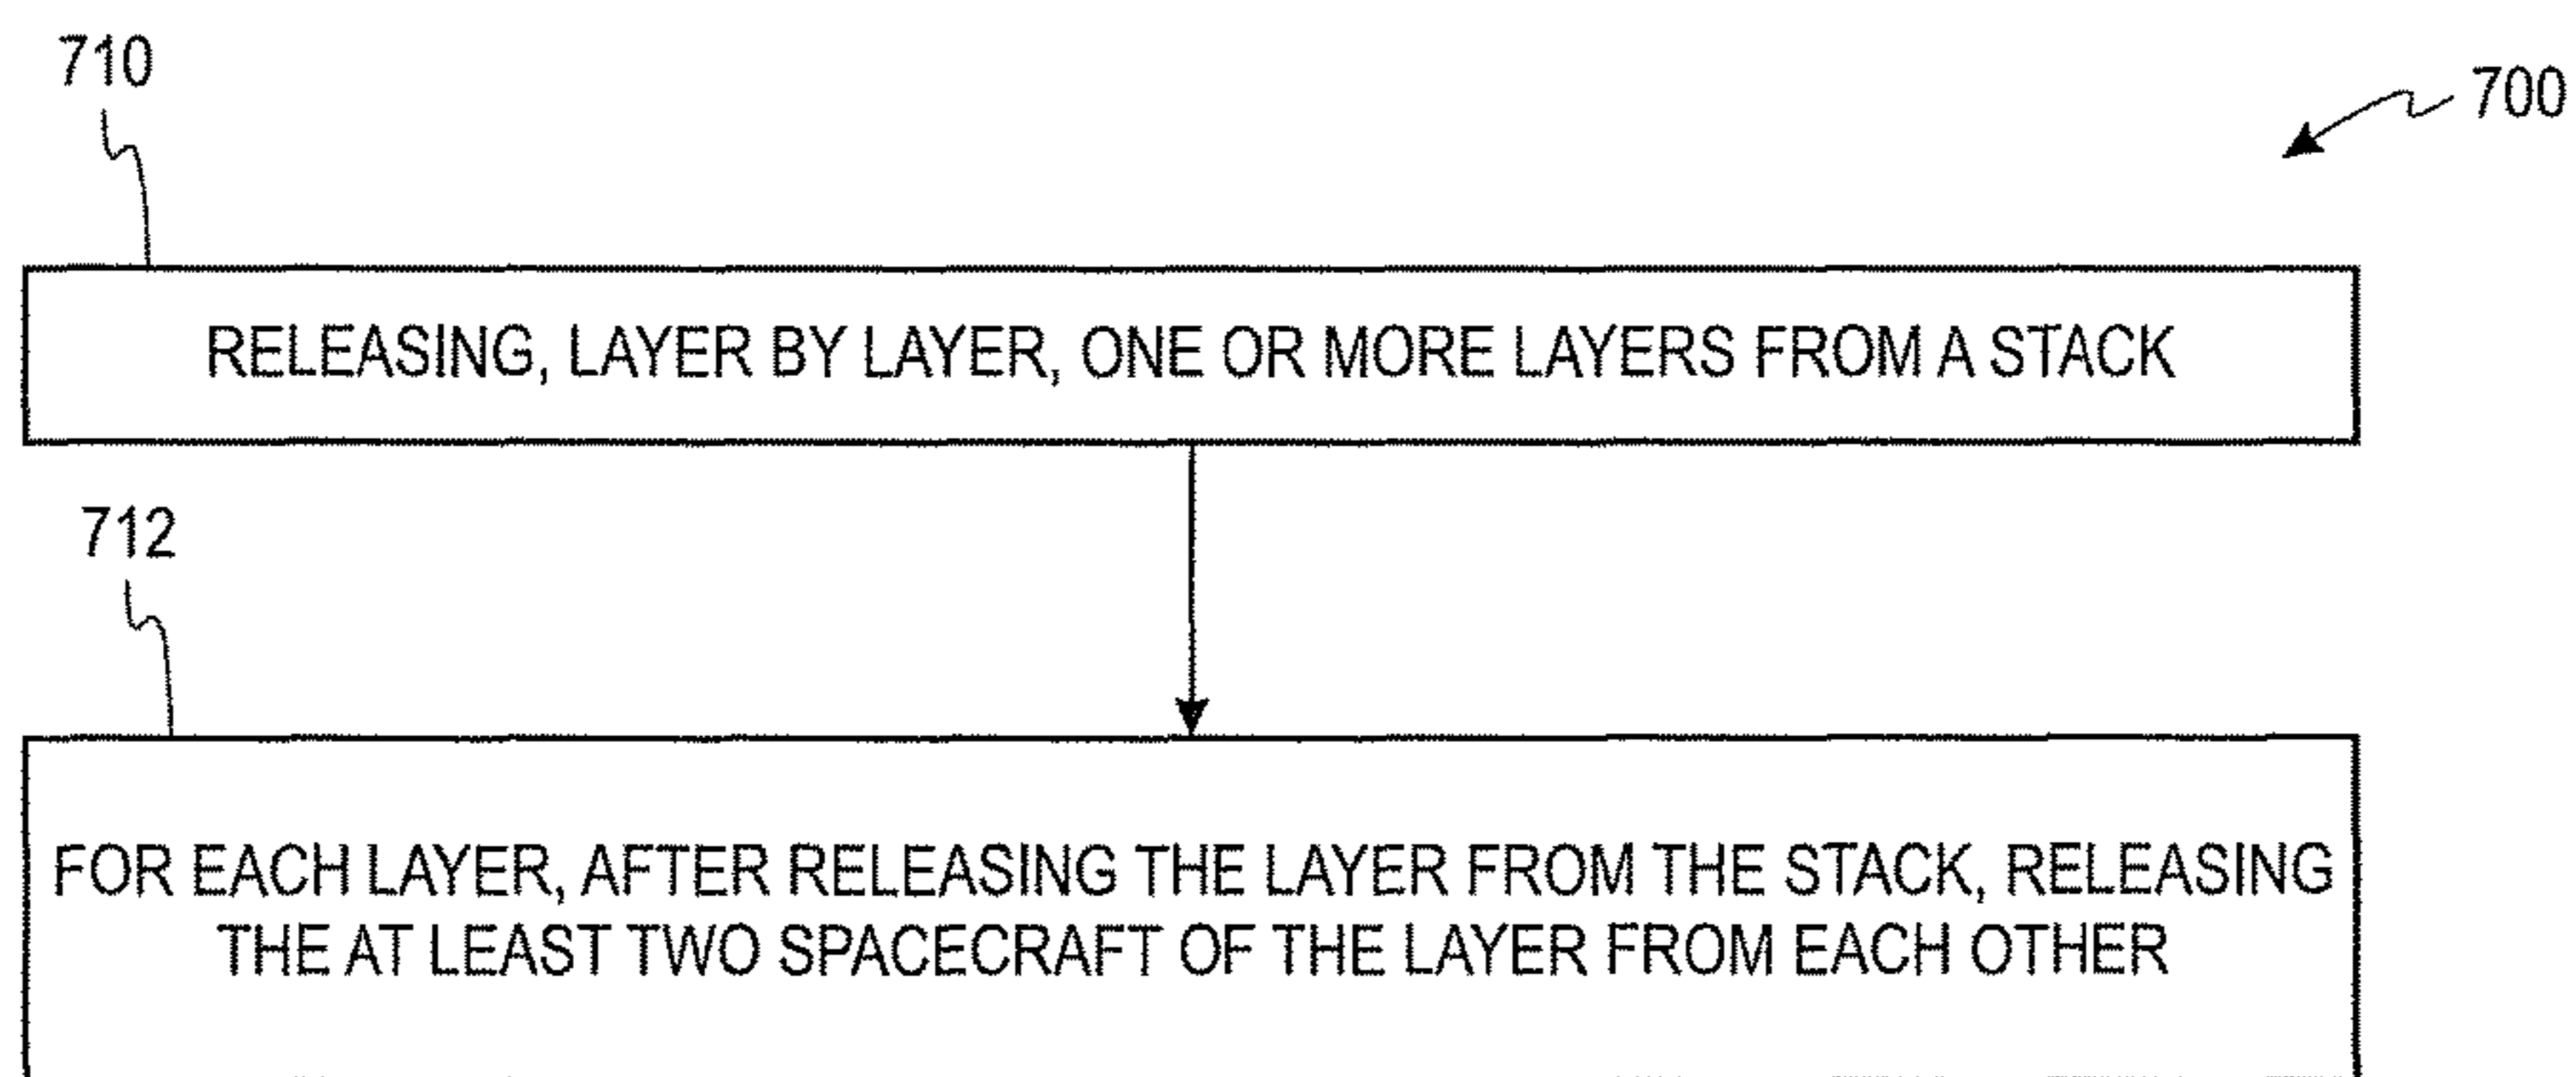 710
700
RELEASING, LAYER BY LAYER, ONE OR MORE LAYERS FROM A STACK
712
FOR EACH LAYER, AFTER RELEASING THE LAYER FROM THE STACK, RELEASING
THE AT LEAST TWO SPACECRAFT OF THE LAYER FROM EACH OTHER